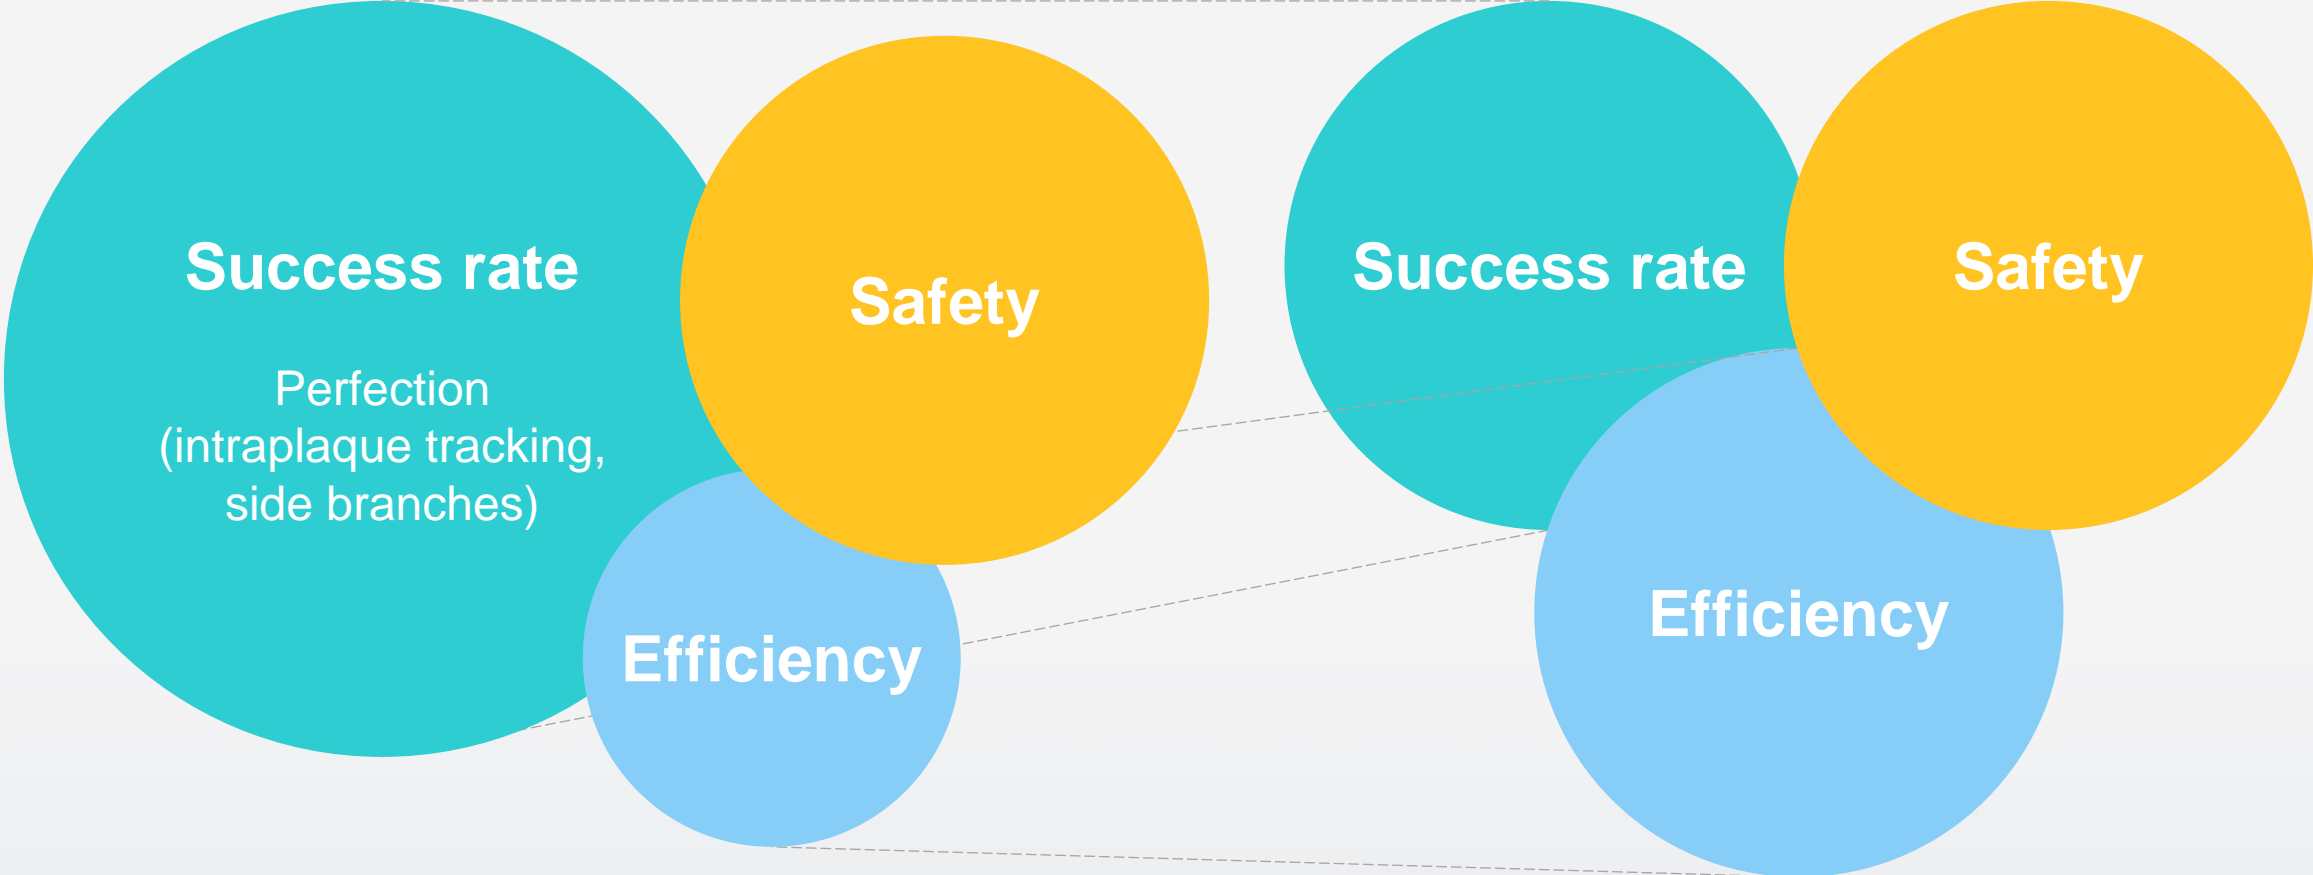 Success rate
Perfection
(intraplaque tracking,
side branches)
Safety
Efficiency
Success rate
Safety
Efficiency